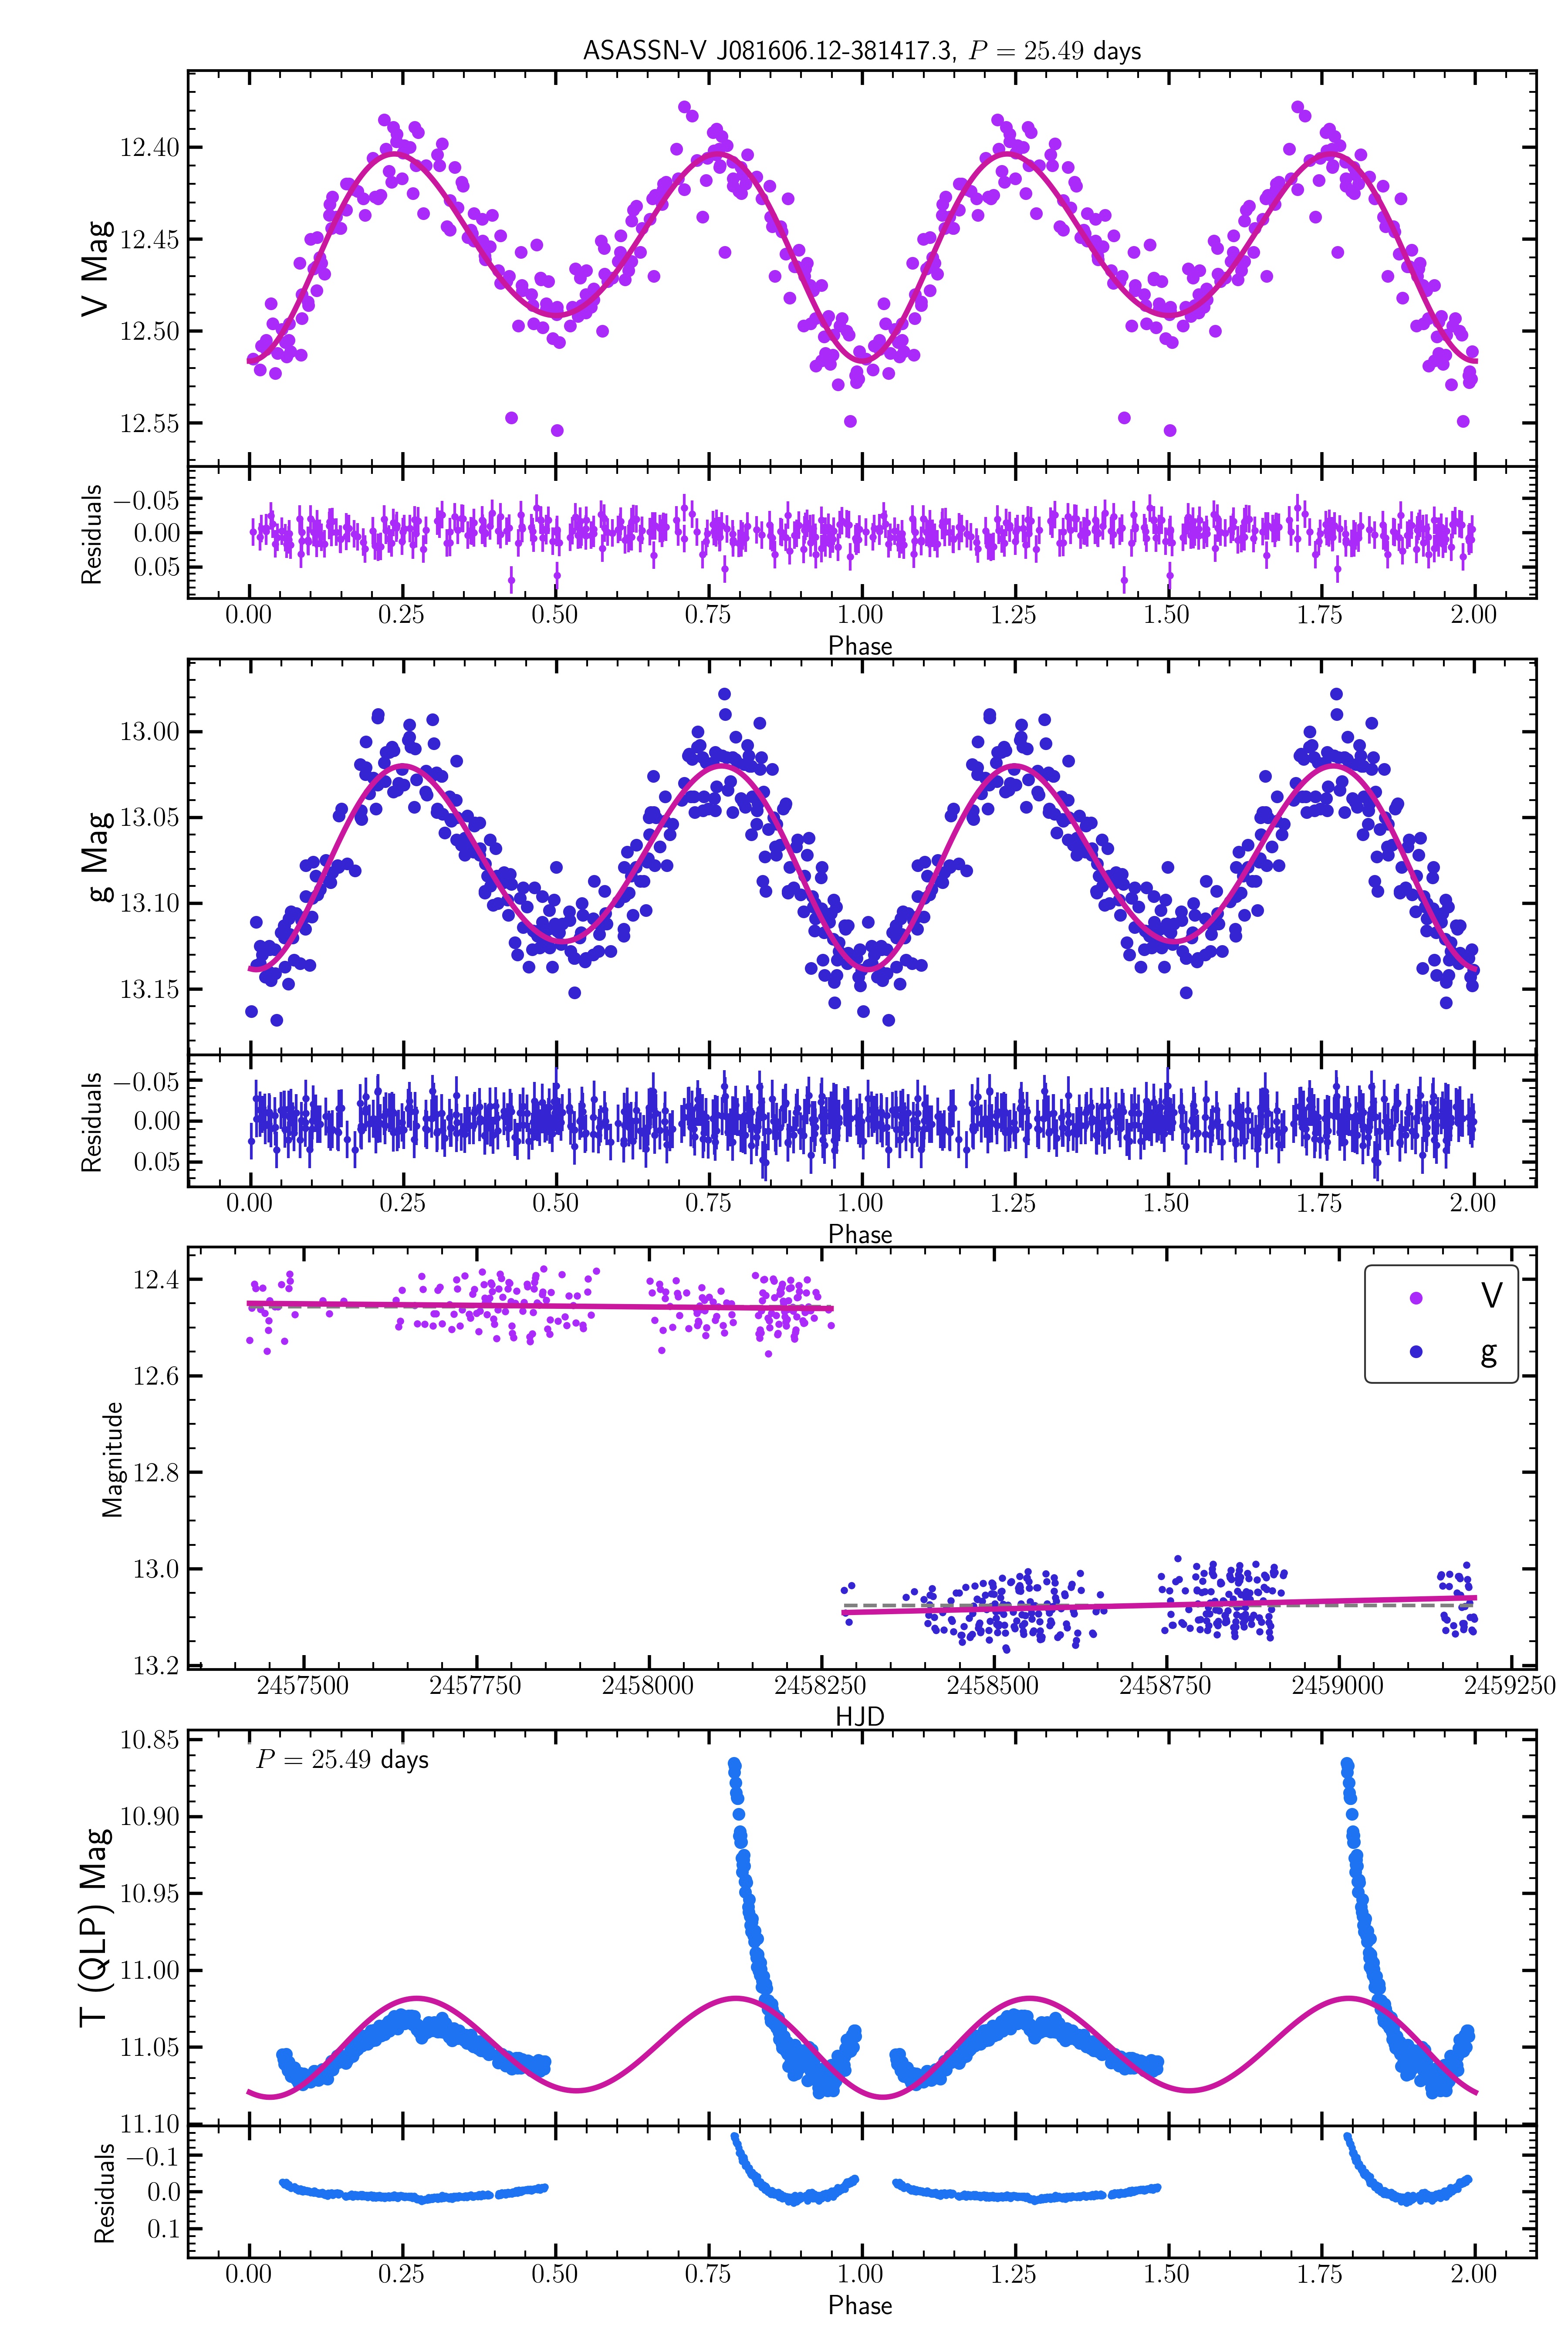 ASASSN-V J081606.12-381417.3, P = 25.49 days
V Mag
12.40
12.45
12.50
12.55
Residuals
−0.05
0.00
0.05
0.00 0.25 0.50 0.75 1.00 1.25 1.50 1.75 2.00
Phase
g Mag
13.00
13.05
13.10
13.15
Residuals
−0.05
0.00
0.05
0.00 0.25 0.50 0.75 1.00 1.25 1.50 1.75 2.00
Phase
Magnitude
12.4
12.6
12.8
13.0
13.2
V
g
2457500 2457750 2458000 2458250 2458500 2458750 2459000 2459250
HJD
T (QLP) Mag
10.85
10.90
10.95
11.00
11.05
11.10
P = 25.49 days
Residuals
−0.1
0.0
0.1
0.00 0.25 0.50 0.75 1.00 1.25 1.50 1.75 2.00
Phase